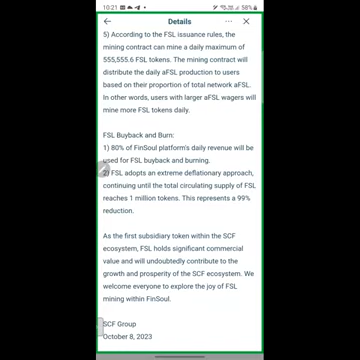 10:21
Details
5) According to the FSL issuance rules, the
mining contract can mine a daily maximum of
555,555.6 FSL tokens. The mining contract will
distribute the daily aFSL production to users
based on their proportion of total network aFSL.
In other words, users with larger aFSL wagers will
mine more FSL tokens daily.
FSL Buyback and Burn:
1) 80% of FinSoul platform's daily revenue will be
used for FSL buyback and burning.
2) FSL adopts an extreme deflationary approach,
continuing until the total circulating supply of FSL
reaches 1 million tokens. This represents a 99%
reduction.
As the first subsidiary token within the SCF
ecosystem, FSL holds significant commercial
value and will undoubtedly contribute to the
growth and prosperity of the SCF ecosystem. We
welcome everyone to explore the joy of FSL
mining within FinSoul.
SCF Group
October 8, 2023